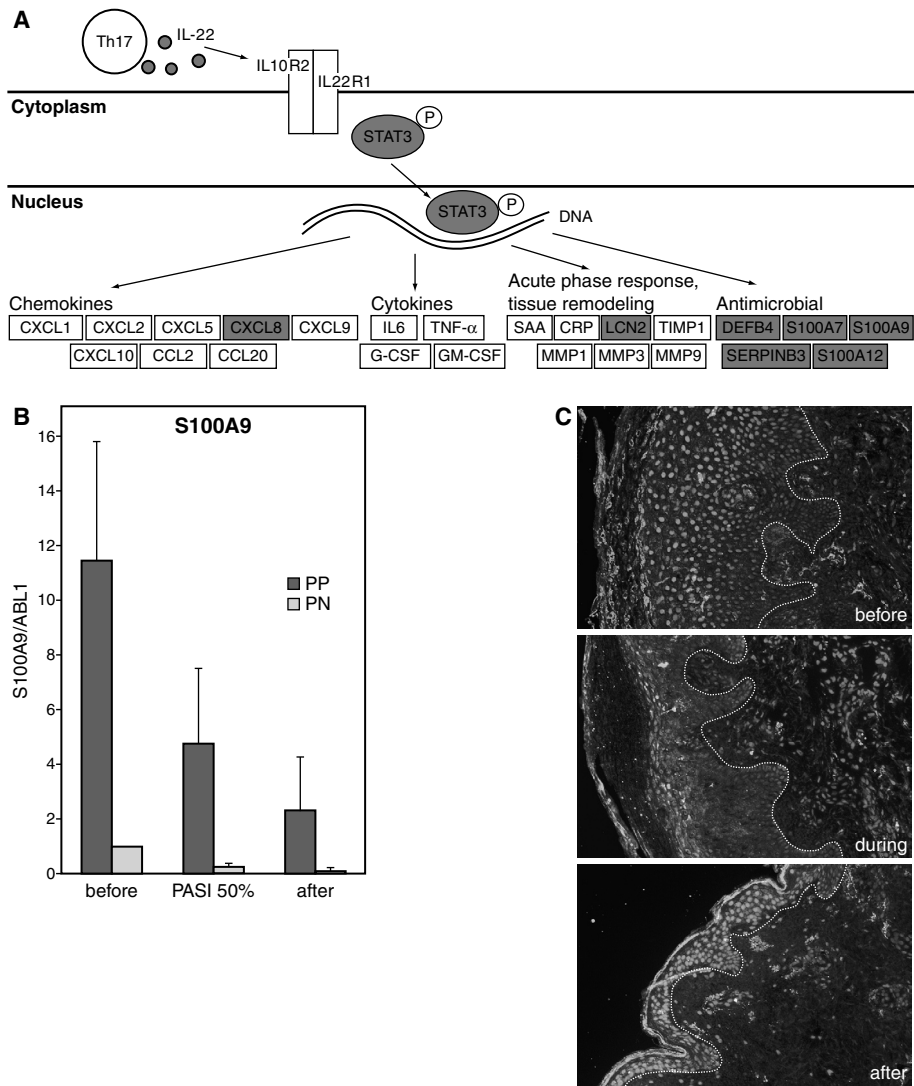 A
Th17
IL-22
IL10R2
IL22R1
Cytoplasm
STAT3
P
Nucleus
STAT3
P
DNA
Chemokines
CXCL1 CXCL2 CXCL5 CXCL8 CXCL9
CXCL10 CCL2 CCL20
Cytokines
IL6 TNF-α
G-CSF GM-CSF
Acute phase response,
tissue remodeling
SAA CRP LCN2 TIMP1
MMP1 MMP3 MMP9
Antimicrobial
DEFB4 S100A7 S100A9
SERPINB3 S100A12
B
S100A9
S100A9/ABL1
16
14
12
10
8
6
4
2
0
PP
PN
before PASI 50% after
C
before
during
after